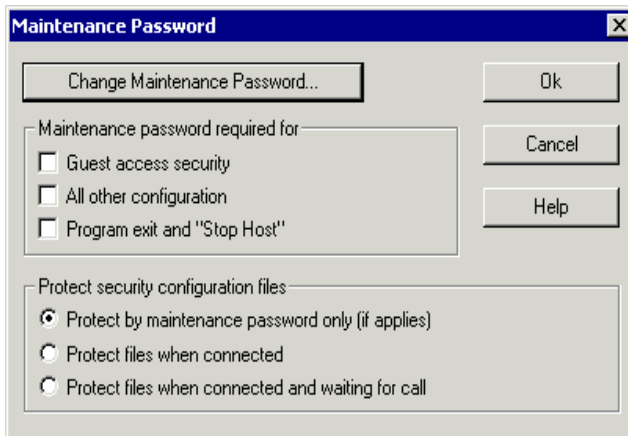 Maintenance Password
Change Maintenance Password...
Ok
Maintenance password required for
Cancel
Guest access security
All other configuration
Help
Program exit and "Stop Host"
Protect security configuration files
Protect by maintenance password only (if applies)
Protect files when connected
Protect files when connected and waiting for call